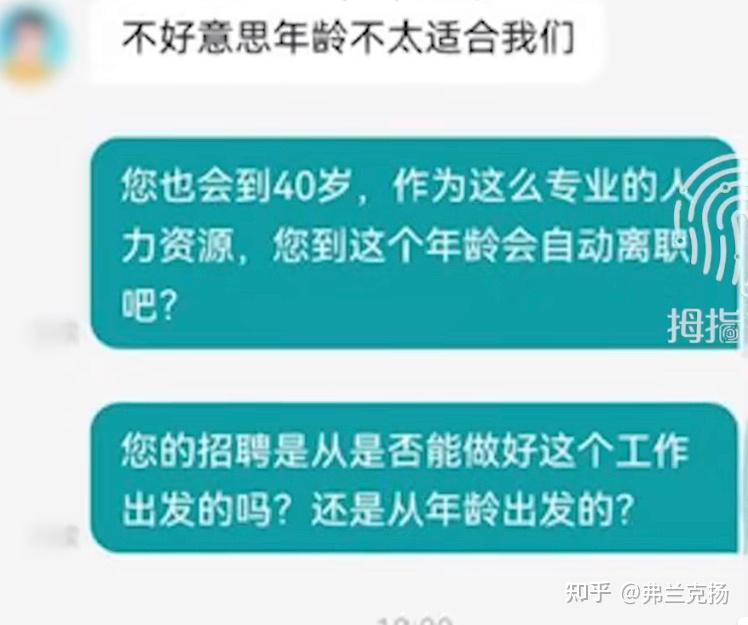 不好意思年龄不太适合我们
您也会到40岁，作为这么专业的人
力资源，您到这个年龄会自动离职
吧？
拇指
您的招聘是从是否能做好这个工作
出发的吗？还是从年龄出发的？
知乎 @弗兰克扬